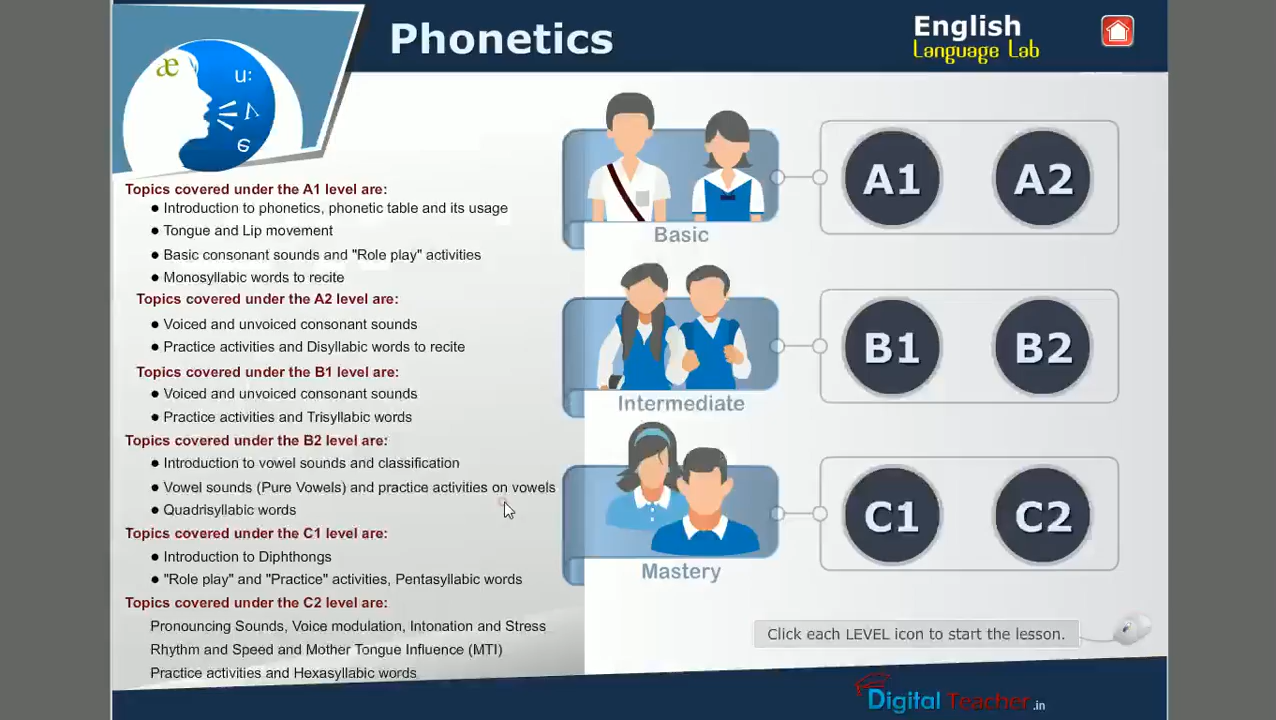 Phonetics
English
Language Lab
æ
u:
ʌ
e
Topics covered under the A1 level are:
● Introduction to phonetics, phonetic table and its usage
● Tongue and Lip movement
● Basic consonant sounds and "Role play" activities
● Monosyllabic words to recite
Topics covered under the A2 level are:
● Voiced and unvoiced consonant sounds
● Practice activities and Disyllabic words to recite
Topics covered under the B1 level are:
● Voiced and unvoiced consonant sounds
● Practice activities and Trisyllabic words
Topics covered under the B2 level are:
● Introduction to vowel sounds and classification
● Vowel sounds (Pure Vowels) and practice activities on vowels
● Quadrisyllabic words
Topics covered under the C1 level are:
● Introduction to Diphthongs
● "Role play" and "Practice" activities, Pentasyllabic words
Topics covered under the C2 level are:
Pronouncing Sounds, Voice modulation, Intonation and Stress
Rhythm and Speed and Mother Tongue Influence (MTI)
Practice activities and Hexasyllabic words
Basic
A1 A2
Intermediate
B1 B2
Mastery
C1 C2
Click each LEVEL icon to start the lesson.
Digital Teacher.in